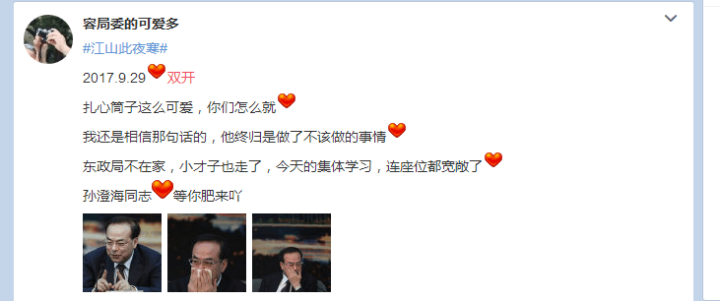 容局委的可爱多
#江山此夜寒#
2017.9.29双开
扎心筒子这么可爱，你们怎么就
我还是相信那句话的，他终归是做了不该做的事情
东政局不在家，小才子也走了，今天的集体学习，连座位都宽敞了
孙澄海同志等你肥来吖